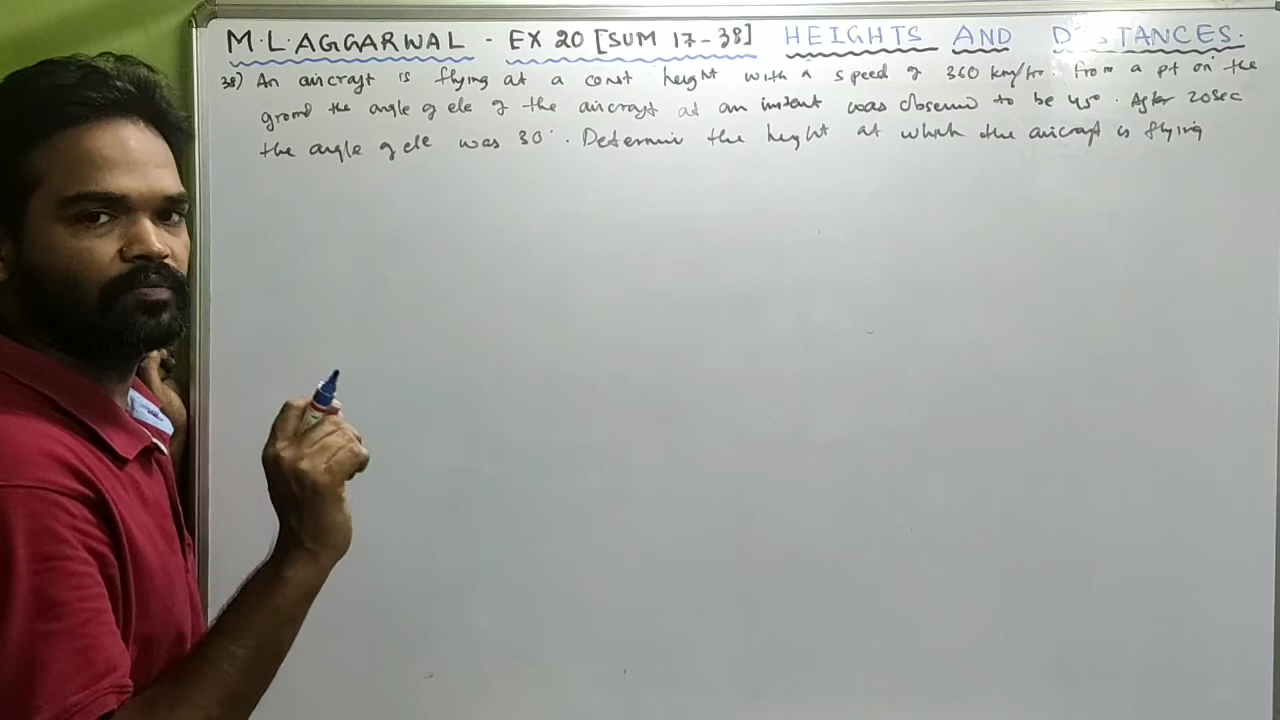 M.L.AGGARWAL - EX 20 [SUM 17-38] HEIGHTS AND DISTANCES.
38) An aircraft is flying at a const height with a speed of 360 km/hr. From a pt on the
ground the angle of ele of the aircraft at an instant was observed to be 45°. After 20sec
the angle of ele was 30°. Determine the height at which the aircraft is flying